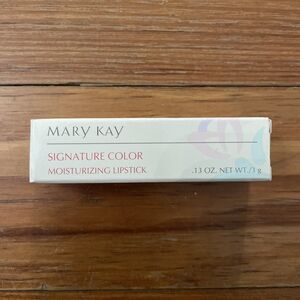 MARY KAY
SIGNATURE COLOR
MOISTURIZING LIPSTICK .13 OZ. NET WT./3 g